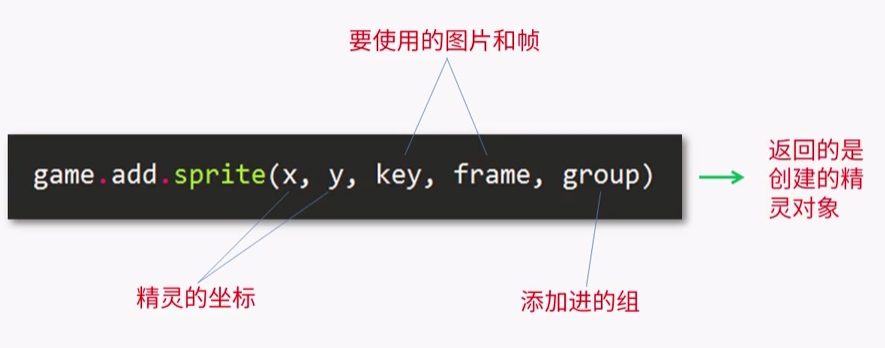 要使用的图片和帧
game.add.sprite(x, y, key, frame, group)
返回的是
创建的精
灵对象
精灵的坐标
添加进的组